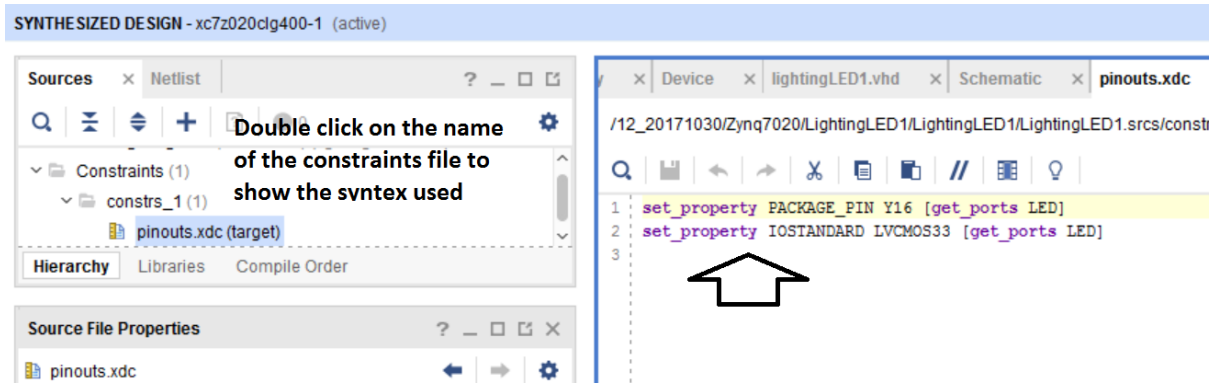 SYNTHESIZED DESIGN - xc7z020clg400-1 (active)
Sources × Netlist
Double click on the name
of the constraints file to
show the syntex used
Constraints (1)
constrs_1 (1)
pinouts.xdc (target)
Hierarchy Libraries Compile Order
Source File Properties
pinouts.xdc
y × Device × lightingLED1.vhd × Schematic × pinouts.xdc
/12_20171030/Zynq7020/LightingLED1/LightingLED1/LightingLED1.srcs/constr
1 set_property PACKAGE_PIN Y16 [get_ports LED]
2 set_property IOSTANDARD LVCMOS33 [get_ports LED]
3